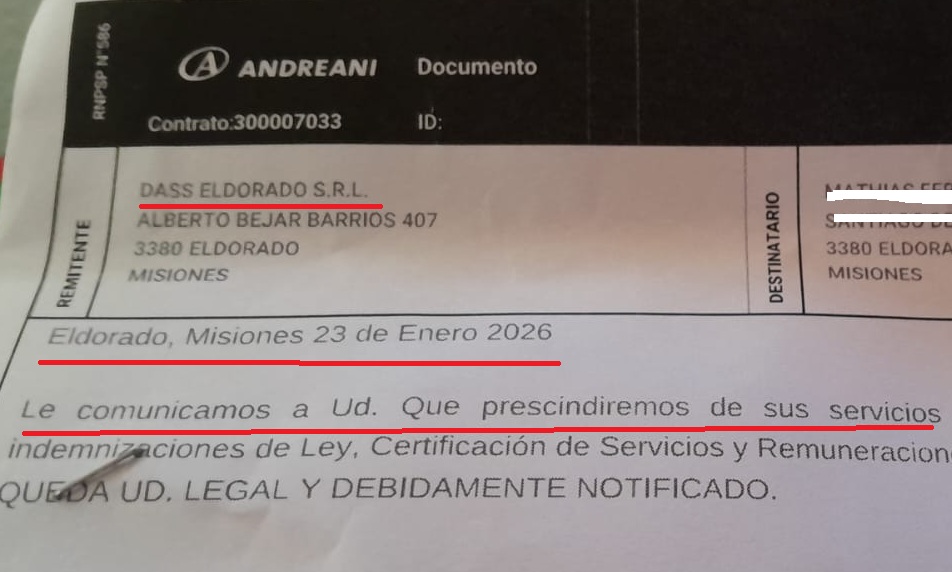 RNPSP N°586
ANDREANI Documento
Contrato:300007033 ID:
REMITENTE
DASS ELDORADO S.R.L.
ALBERTO BEJAR BARRIOS 407
3380 ELDORADO
MISIONES
DESTINATARIO
3380 ELDORA
MISIONES
Eldorado, Misiones 23 de Enero 2026
Le comunicamos a Ud. Que prescindiremos de sus servicios
indemnizaciones de Ley, Certificación de Servicios y Remuneracion
QUEDA UD. LEGAL Y DEBIDAMENTE NOTIFICADO.